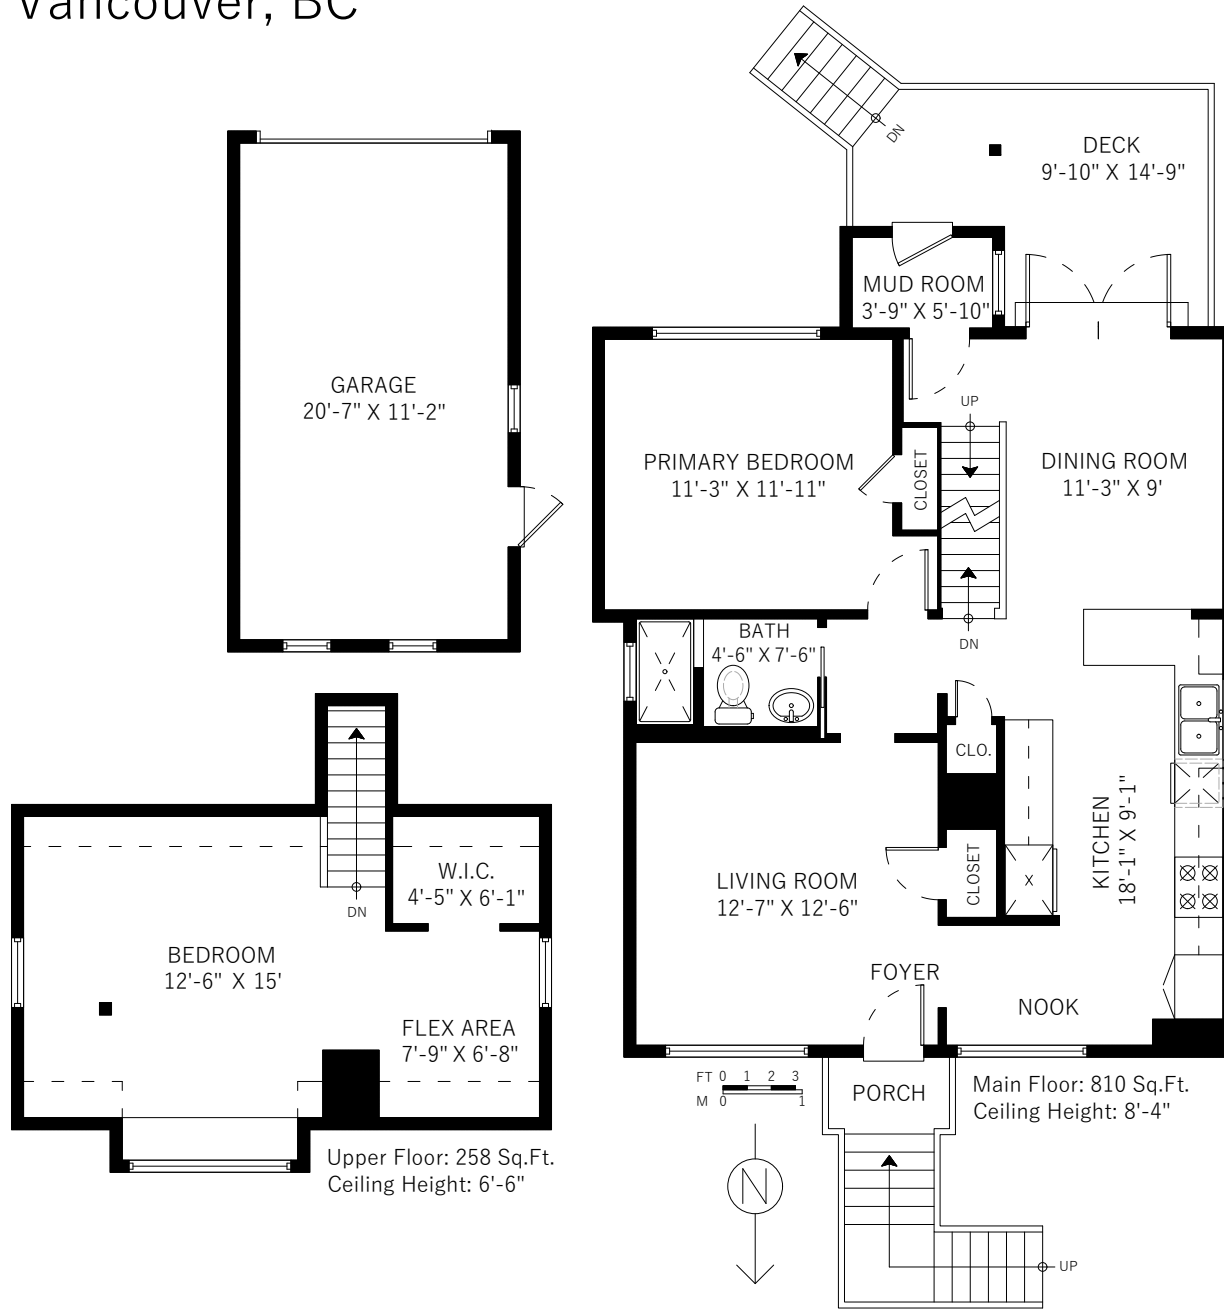 Vancouver, BC
DN
DECK
9'-10" X 14'-9"
MUD ROOM
3'-9" X 5'-10"
GARAGE
20'-7" X 11'-2"
UP
PRIMARY BEDROOM
11'-3" X 11'-11"
CLOSET
DINING ROOM
11'-3" X 9'
BATH
4'-6" X 7'-6"
DN
CLO.
KITCHEN
18'-1" X 9'-1"
W.I.C.
4'-5" X 6'-1"
DN
LIVING ROOM
12'-7" X 12'-6"
CLOSET
X
BEDROOM
12'-6" X 15'
FOYER
NOOK
FLEX AREA
7'-9" X 6'-8"
FT 0 1 2 3
M 0 1
PORCH
Main Floor: 810 Sq.Ft.
Ceiling Height: 8'-4"
Upper Floor: 258 Sq.Ft.
Ceiling Height: 6'-6"
N
UP